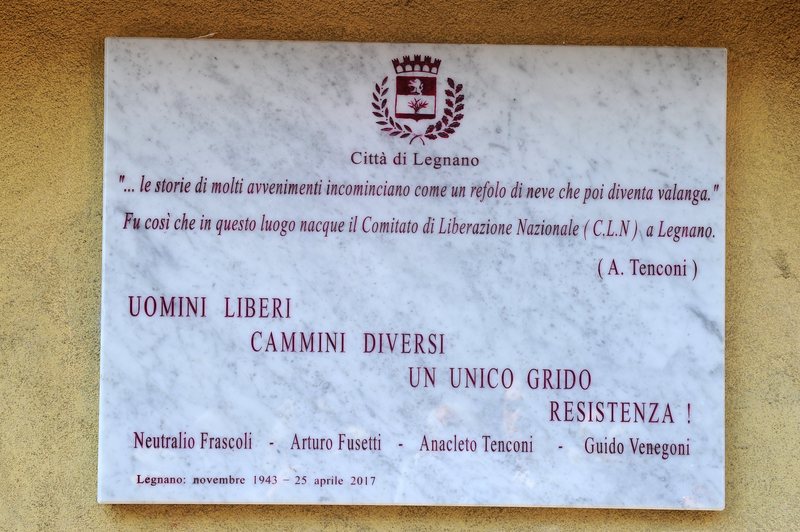 Città di Legnano
"... le storie di molti avvenimenti incominciano come un refolo di neve che poi diventa valanga."
Fu così che in questo luogo nacque il Comitato di Liberazione Nazionale ( C.L.N ) a Legnano.
( A. Tenconi )
UOMINI LIBERI
CAMMINI DIVERSI
UN UNICO GRIDO
RESISTENZA !
Neutralio Frascoli - Arturo Fusetti - Anacleto Tenconi - Guido Venegoni
Legnano: novembre 1943 – 25 aprile 2017